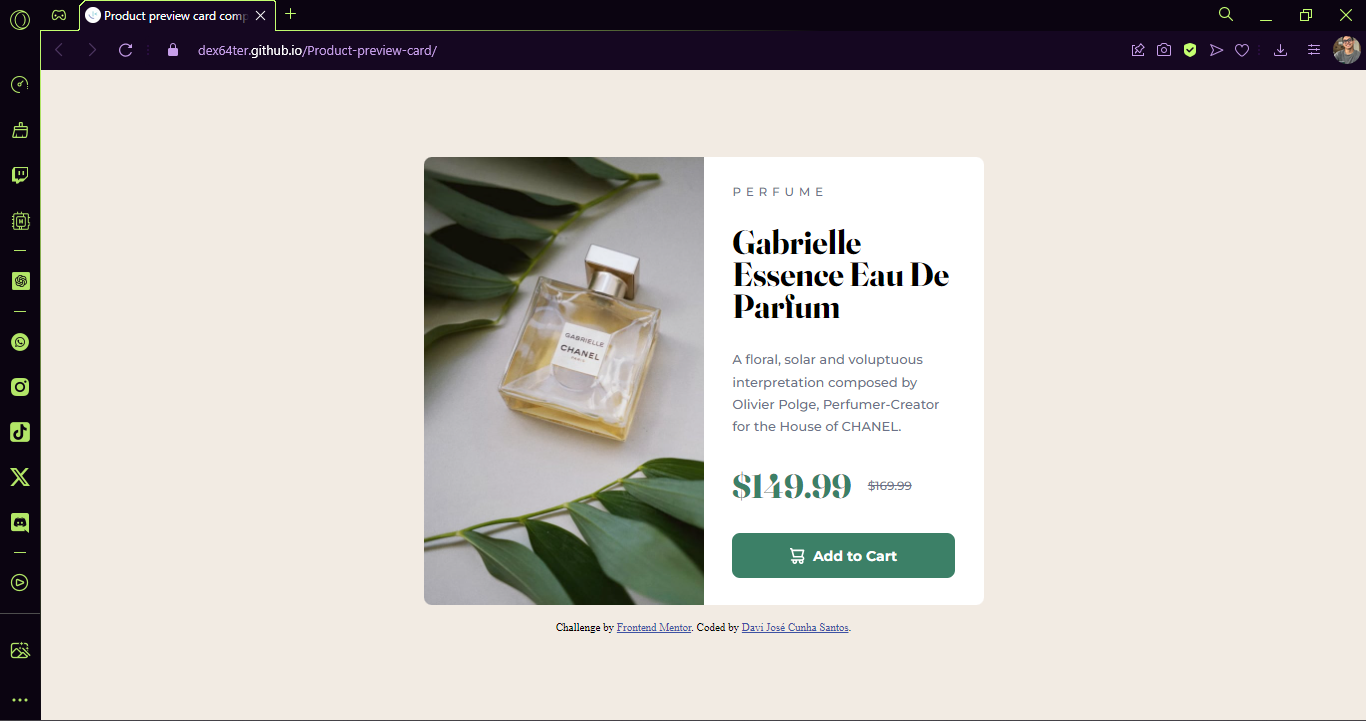 Product preview card comp
dex64ter.github.io/Product-preview-card/
PERFUME
Gabrielle
Essence Eau De
Parfum
A floral, solar and voluptuous
interpretation composed by
Olivier Polge, Perfumer-Creator
for the House of CHANEL.
$149.99 $169.99
Add to Cart
GABRIELLE
CHANEL
PARIS
Challenge by Frontend Mentor. Coded by Davi José Cunha Santos.